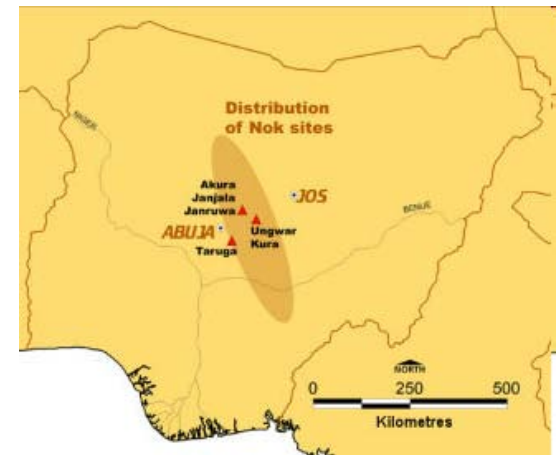 Distribution
of Nok sites
NIGER
Akura
Janjala
Janruwa
JOS
BENUE
ABUJA
Ungwar
Kura
Taruga
NORTH
0 250 500
Kilometres